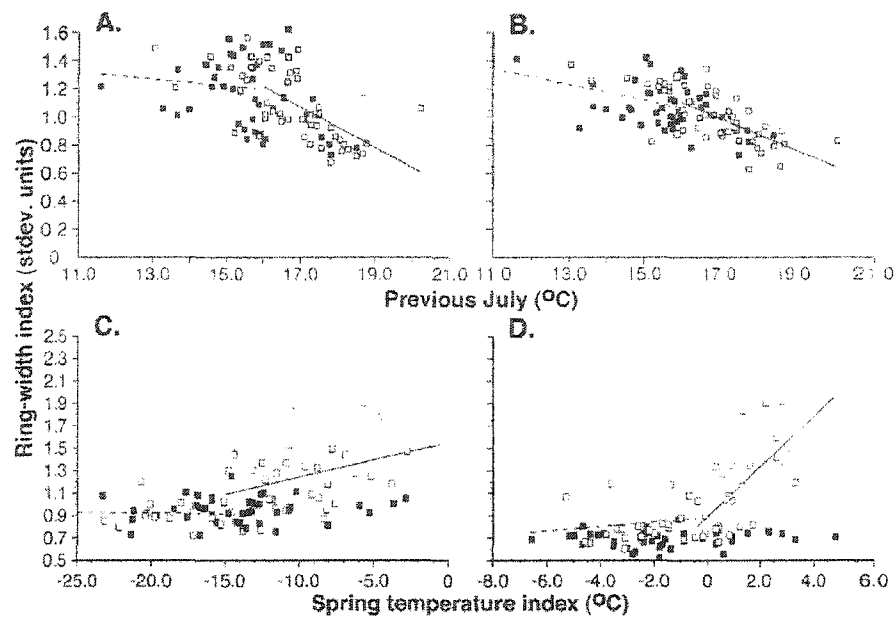 A.
B.
1.6
1.4
1.2
1.0
0.8
0.6
0.4
0.2
0
11.0 13.0 15.0 17.0 19.0 21.0
11.0 13.0 15.0 17.0 19.0 21.0
Previous July (ºC)
Ring-width index (stdev. units)
C.
D.
2.5
2.3
2.1
1.9
1.7
1.5
1.3
1.1
0.9
0.7
0.5
-25.0 -20.0 -15.0 -10.0 -5.0 0
-8.0 -6.0 -4.0 -2.0 0 2.0 4.0 6.0
Spring temperature index (ºC)